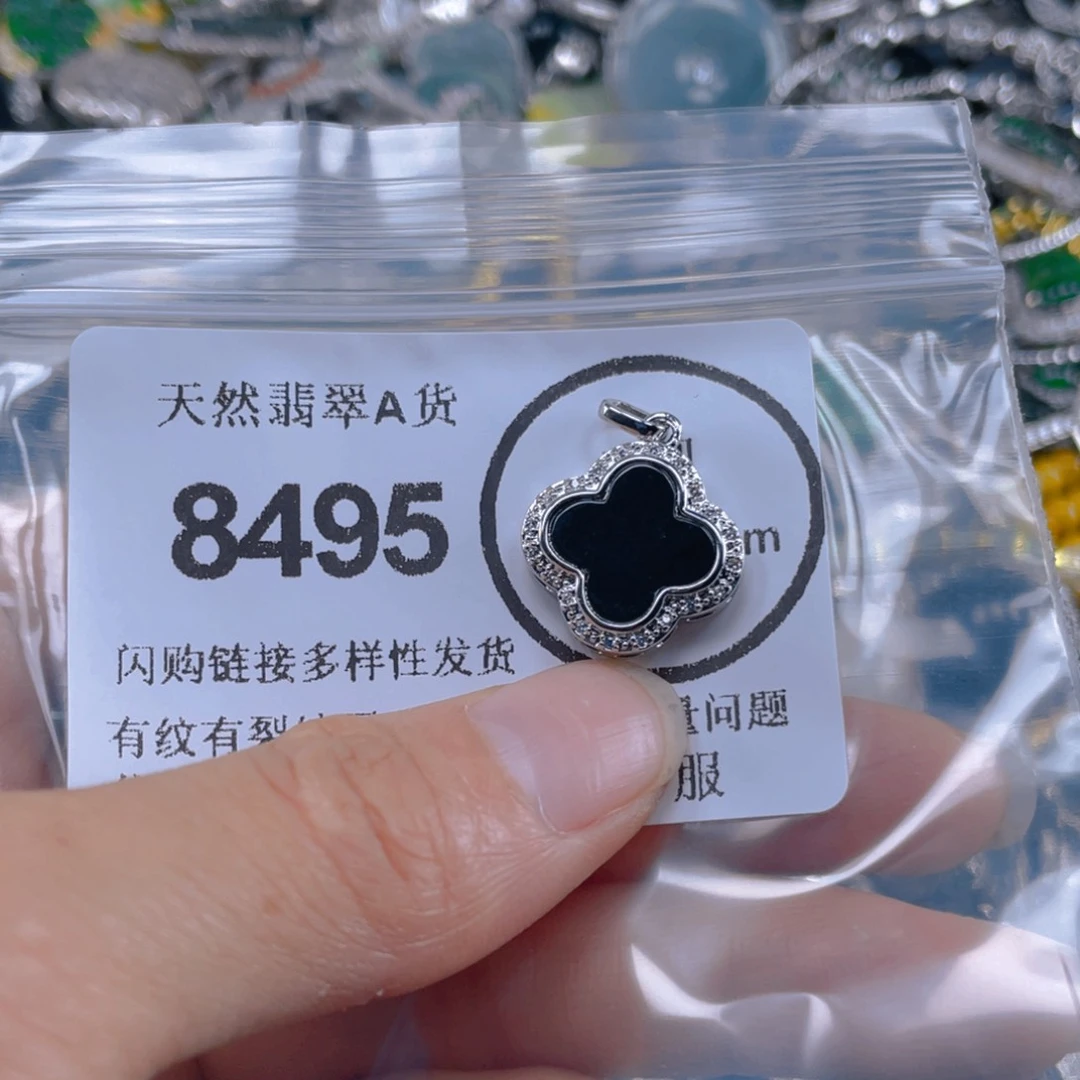 天然翡翠A货
8495
m
闪购链接多样性发货
有纹有裂 量问题
服